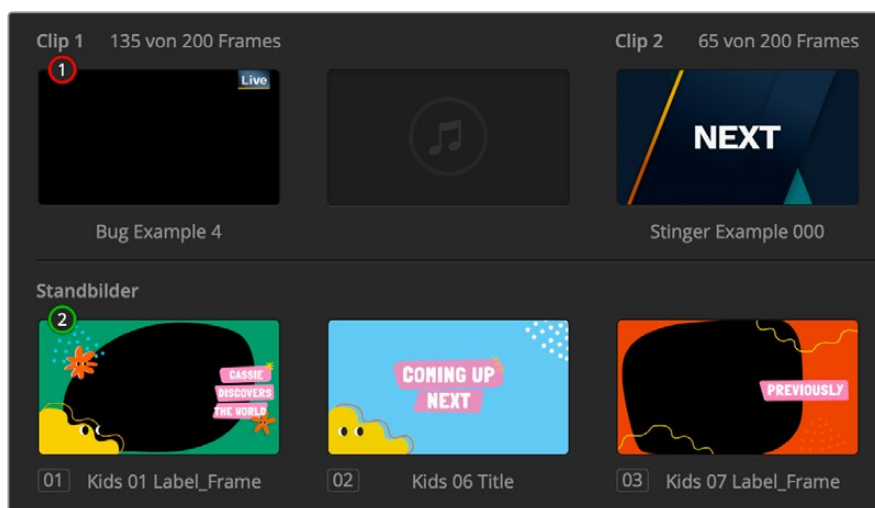 Clip 1 135 von 200 Frames
Clip 2 65 von 200 Frames
1
Live
NEXT
Bug Example 4
Stinger Example 000
Standbilder
2
CASSIE
DISCOVERS
THE WORLD
COMING UP
NEXT
PREVIOUSLY
01 Kids 01 Label_Frame
02 Kids 06 Title
03 Kids 07 Label_Frame